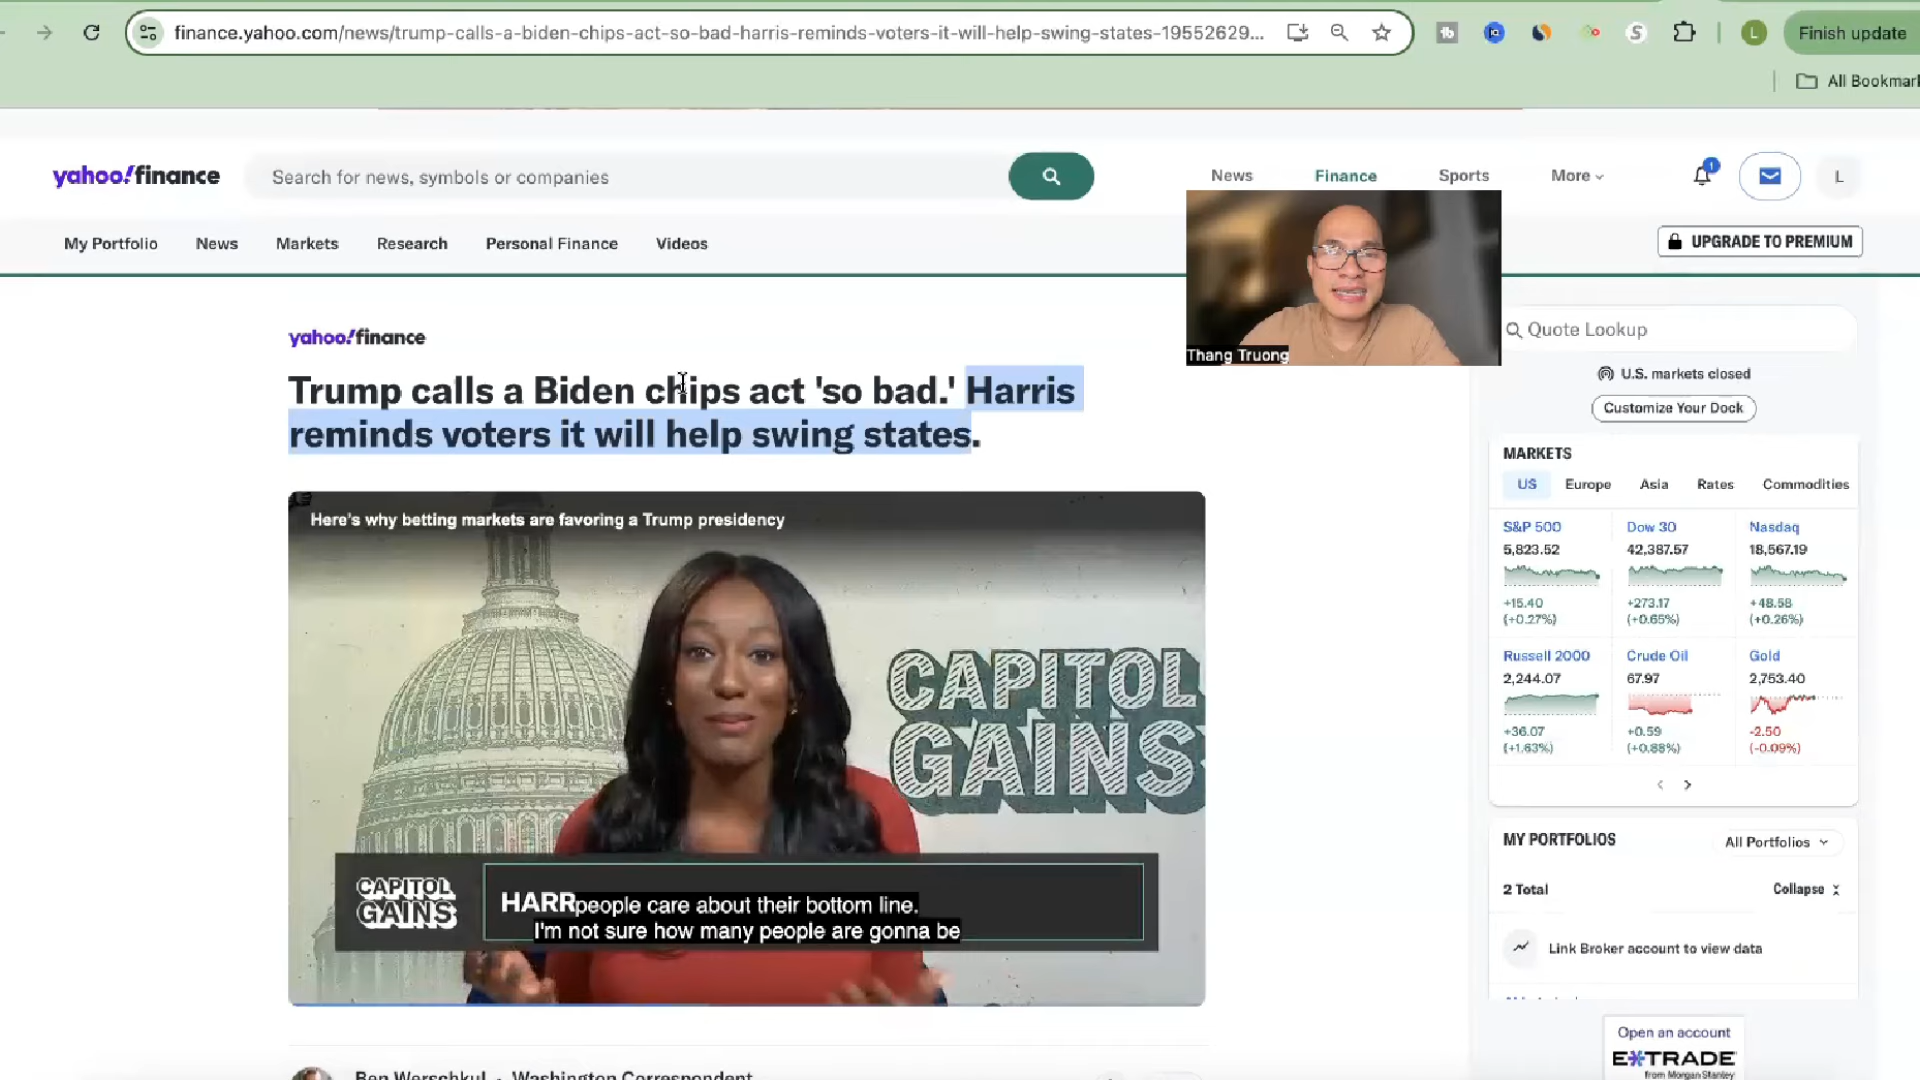 finance.yahoo.com/news/trump-calls-a-biden-chips-act-so-bad-harris-reminds-voters-it-will-help-swing-states-19552629...
L
Finish update
All Bookmar
yahoo!finance
Search for news, symbols or companies
News
Finance
Sports
More
1
L
My Portfolio
News
Markets
Research
Personal Finance
Videos
UPGRADE TO PREMIUM
Thang Truong
yahoo!finance
Trump calls a Biden chips act 'so bad.' Harris
reminds voters it will help swing states.
Here's why betting markets are favoring a Trump presidency
CAPITOL
GAINS
CAPITOL
GAINS
HARR
people care about their bottom line.
I'm not sure how many people are gonna be
Ben Werschkul · Washington Correspondent
Quote Lookup
U.S. markets closed
Customize Your Dock
MARKETS
US
Europe
Asia
Rates
Commodities
S&P 500
5,823.52
+15.40
(+0.27%)
Dow 30
42,387.57
+273.17
(+0.65%)
Nasdaq
18,567.19
+48.58
(+0.26%)
Russell 2000
2,244.07
+36.07
(+1.63%)
Crude Oil
67.97
+0.59
(+0.88%)
Gold
2,753.40
-2.50
(-0.09%)
MY PORTFOLIOS
All Portfolios
2 Total
Collapse
Link Broker account to view data
Open an account
E*TRADE
from Morgan Stanley